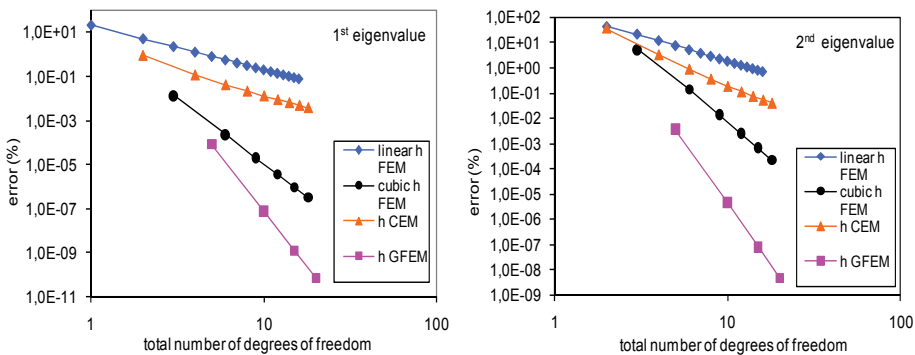 1st eigenvalue
error (%)
1,0E+01
1,0E-01
1,0E-03
1,0E-05
1,0E-07
1,0E-09
1,0E-11
1
10
100
total number of degrees of freedom
linear h
FEM
cubic h
FEM
h CEM
h GFEM
2nd eigenvalue
error (%)
1,0E+02
1,0E+01
1,0E+00
1,0E-01
1,0E-02
1,0E-03
1,0E-04
1,0E-05
1,0E-06
1,0E-07
1,0E-08
1,0E-09
1
10
100
total number of degrees of freedom
linear h
FEM
cubic h
FEM
h CEM
h GFEM